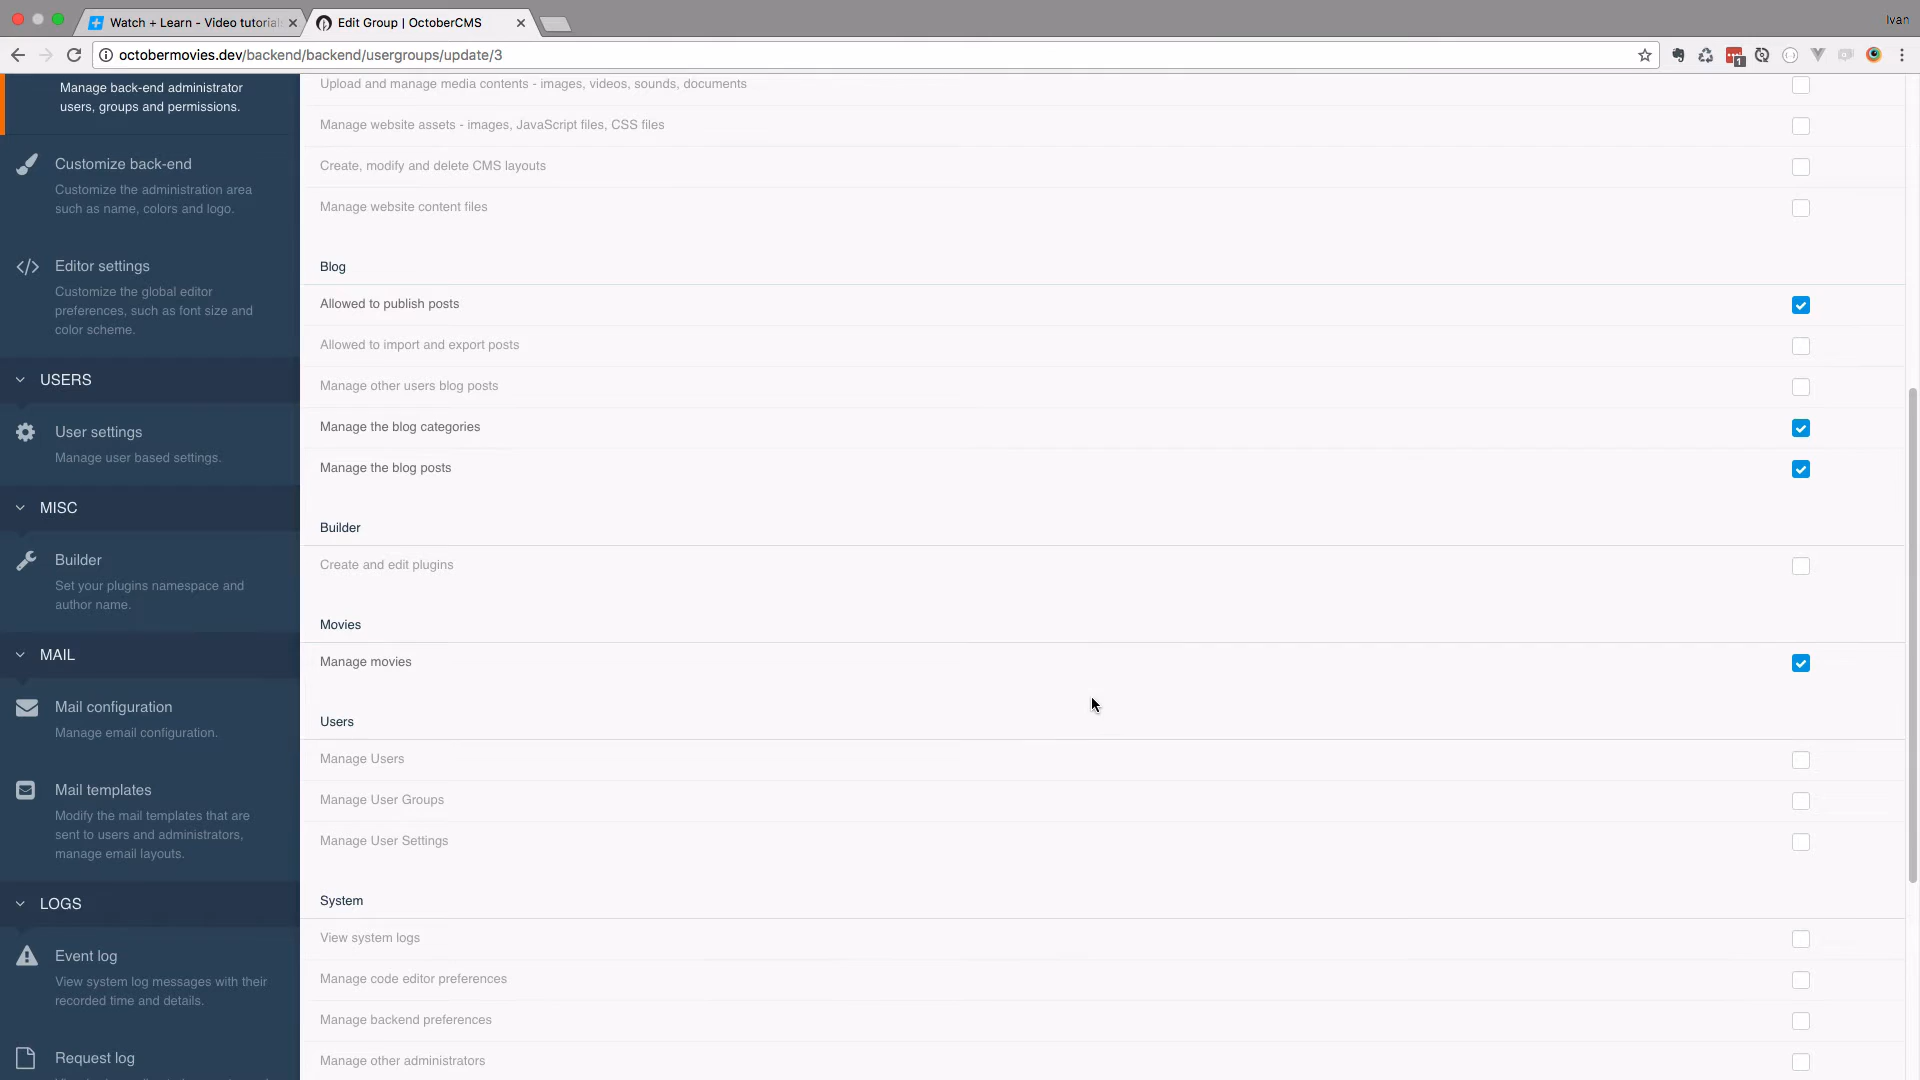 Watch + Learn - Video tutorial
Edit Group | OctoberCMS
Ivan
octobermovies.dev/backend/backend/usergroups/update/3
1
Manage back-end administrator
users, groups and permissions.
Customize back-end
Customize the administration area
such as name, colors and logo.
Editor settings
Customize the global editor
preferences, such as font size and
color scheme.
USERS
User settings
Manage user based settings.
MISC
Builder
Set your plugins namespace and
author name.
MAIL
Mail configuration
Manage email configuration.
Mail templates
Modify the mail templates that are
sent to users and administrators,
manage email layouts.
LOGS
Event log
View system log messages with their
recorded time and details.
Request log
Upload and manage media contents - images, videos, sounds, documents
Manage website assets - images, JavaScript files, CSS files
Create, modify and delete CMS layouts
Manage website content files
Blog
Allowed to publish posts
Allowed to import and export posts
Manage other users blog posts
Manage the blog categories
Manage the blog posts
Builder
Create and edit plugins
Movies
Manage movies
Users
Manage Users
Manage User Groups
Manage User Settings
System
View system logs
Manage code editor preferences
Manage backend preferences
Manage other administrators